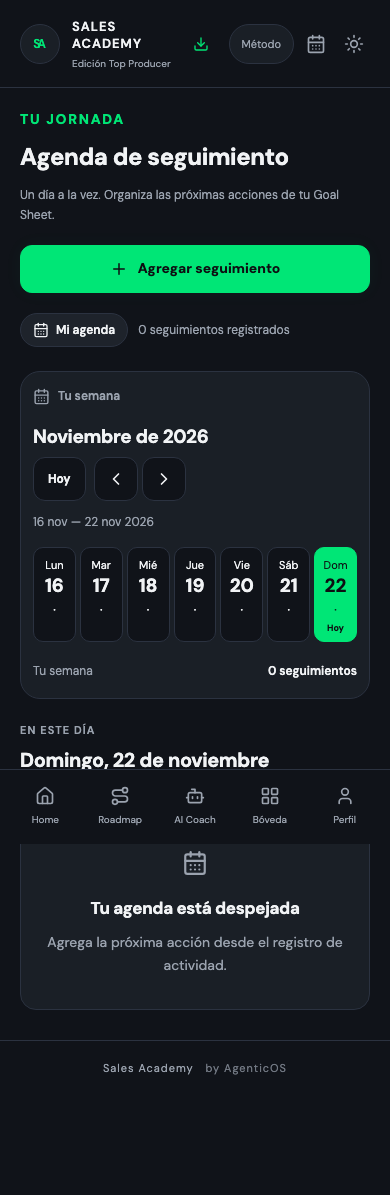 SA
SALES
ACADEMY
Edición Top Producer
Método
TU JORNADA
Agenda de seguimiento
Un día a la vez. Organiza las próximas acciones de tu Goal
Sheet.
Agregar seguimiento
Mi agenda
0 seguimientos registrados
Tu semana
Noviembre de 2026
Hoy
16 nov — 22 nov 2026
Lun Mar Mié Jue Vie Sáb Dom
16 17 18 19 20 21 22
· · · · · · ·
Hoy
Tu semana
0 seguimientos
EN ESTE DÍA
Domingo, 22 de noviembre
Home Roadmap AI Coach Bóveda Perfil
Tu agenda está despejada
Agrega la próxima acción desde el registro de
actividad.
Sales Academy by AgenticOS